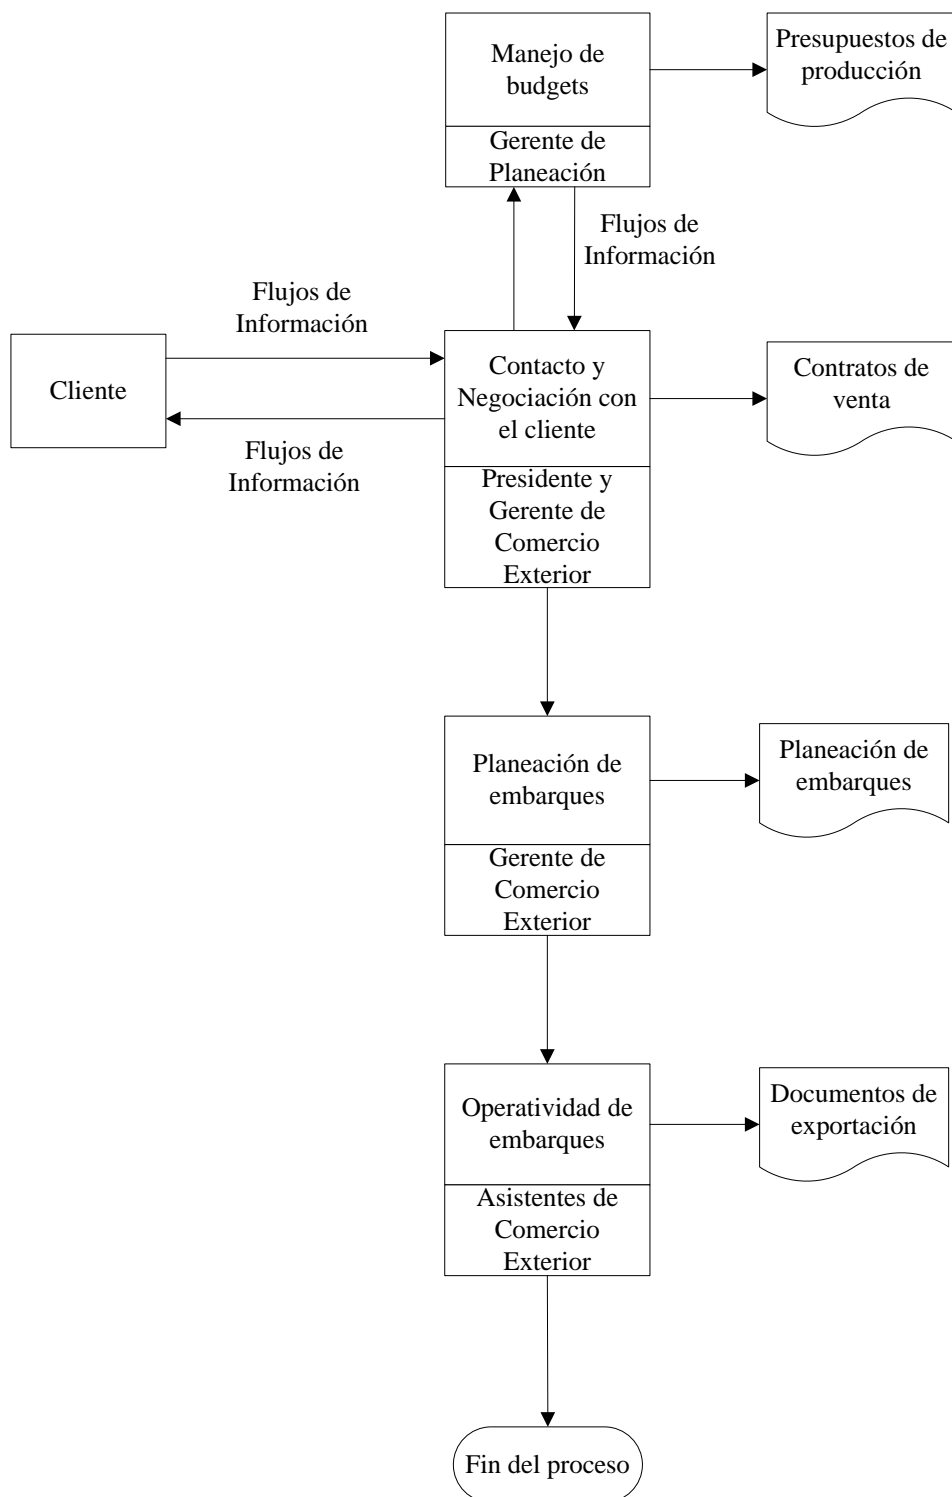 Manejo de
budgets
Presupuestos de
producción
Gerente de
Planeación
Flujos de
Información
Flujos de
Información
Cliente
Contacto y
Negociación con
el cliente
Contratos de
venta
Flujos de
Información
Presidente y
Gerente de
Comercio
Exterior
Planeación de
embarques
Planeación de
embarques
Gerente de
Comercio
Exterior
Operatividad de
embarques
Documentos de
exportación
Asistentes de
Comercio
Exterior
Fin del proceso